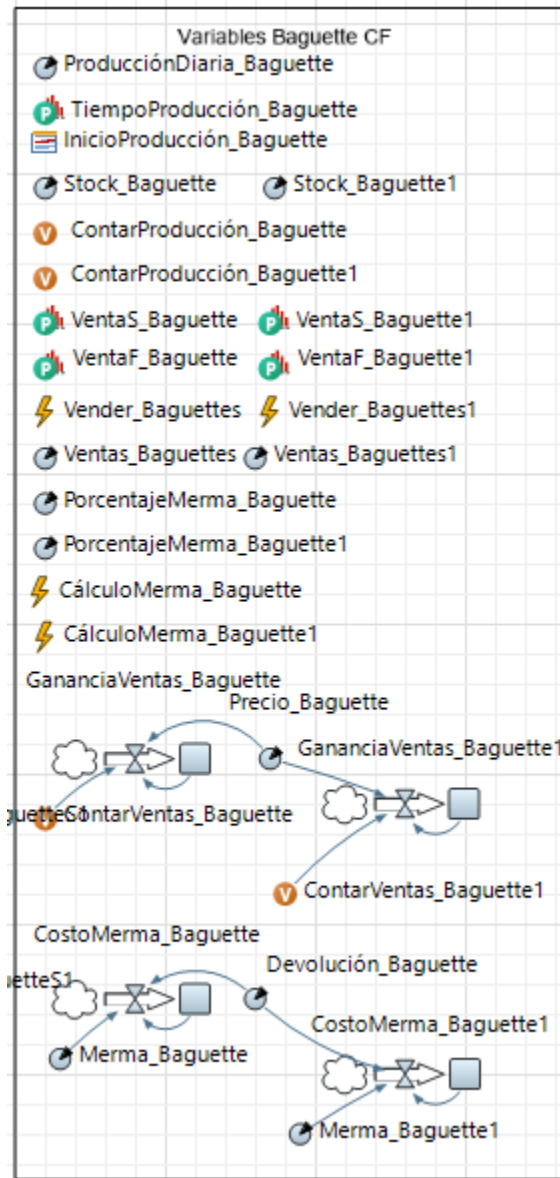 Variables Baguette CF
ProducciónDiaria_Baguette
P TiempoProducción_Baguette
InicioProducción_Baguette
Stock_Baguette Stock_Baguette1
V ContarProducción_Baguette
V ContarProducción_Baguette1
P VentaS_Baguette P VentaS_Baguette1
P VentaF_Baguette P VentaF_Baguette1
Vender_Baguettes Vender_Baguettes1
Ventas_Baguettes Ventas_Baguettes1
PorcentajeMerma_Baguette
PorcentajeMerma_Baguette1
CálculoMerma_Baguette
CálculoMerma_Baguette1
GananciaVentas_Baguette
Precio_Baguette
GananciaVentas_Baguette1
V ContarVentas_Baguette
V ContarVentas_Baguette1
CostoMerma_Baguette
Devolución_Baguette
etteS1
CostoMerma_Baguette1
Merma_Baguette
Merma_Baguette1